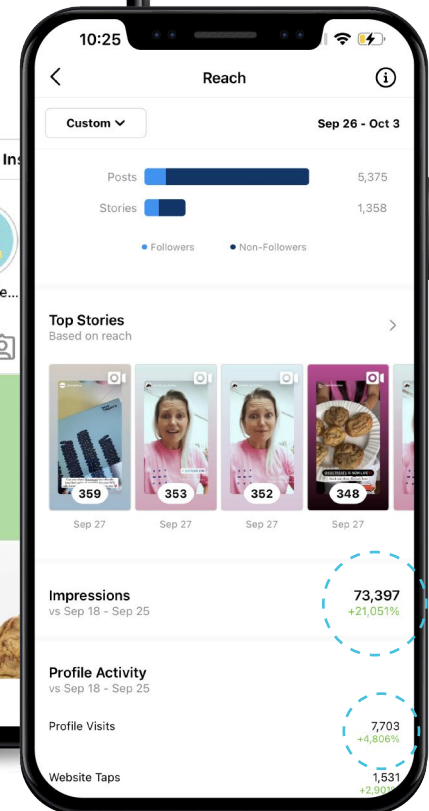 10:25
Reach
Custom
Sep 26 - Oct 3
Ins
Posts 5,375
Stories 1,358
Followers Non-Followers
e...
Top Stories
Based on reach
359 353 352 348
Sep 27 Sep 27 Sep 27 Sep 27
Impressions 73,397
vs Sep 18 - Sep 25 +21,051%
Profile Activity
vs Sep 18 - Sep 25
Profile Visits 7,703
+4,806%
Website Taps 1,531
+2,901%